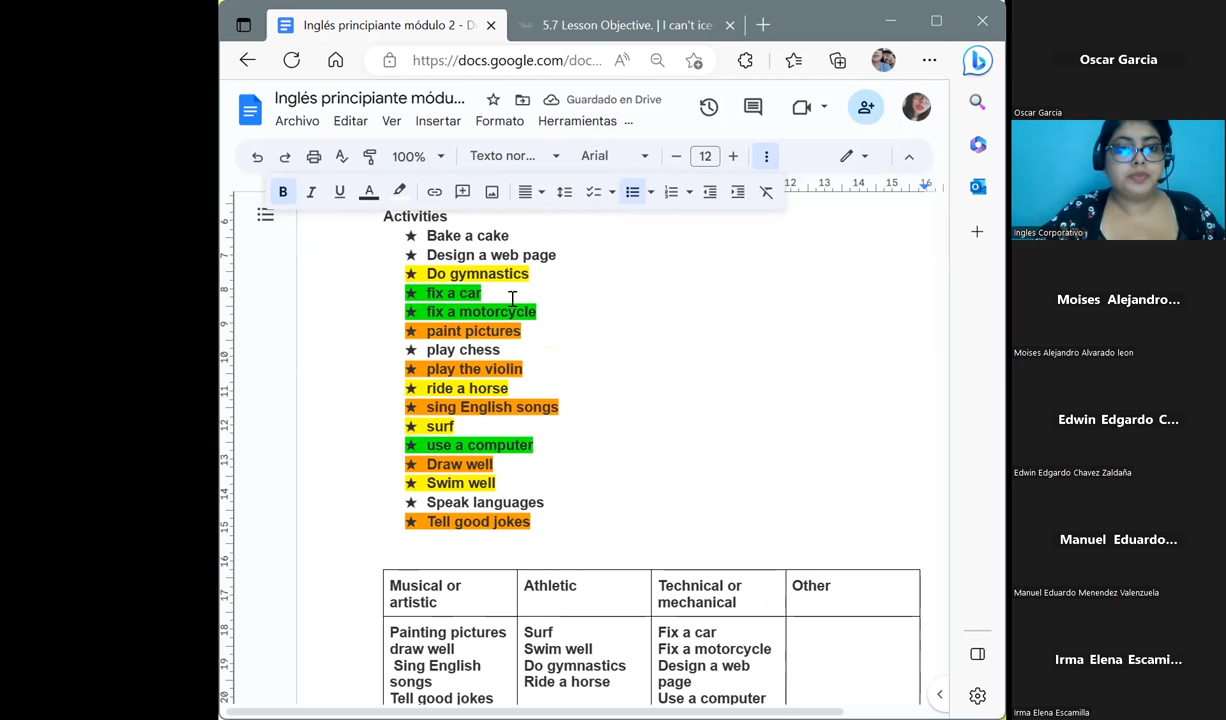 Inglés principiante módulo 2 - D
5.7 Lesson Objective. | I can't ice-
https://docs.google.com/doc...
Inglés principiante módu...
Guardado en Drive
Archivo Editar Ver Insertar Formato Herramientas ...
100% Texto nor... Arial 12
12 13 14 15 16
Activities
★ Bake a cake
★ Design a web page
★ Do gymnastics
★ fix a car
★ fix a motorcycle
★ paint pictures
★ play chess
★ play the violin
★ ride a horse
★ sing English songs
★ surf
★ use a computer
★ Draw well
★ Swim well
★ Speak languages
★ Tell good jokes
Musical or
artistic
Athletic
Technical or
mechanical
Other
Painting pictures
draw well
Sing English
songs
Tell good jokes
Surf
Swim well
Do gymnastics
Ride a horse
Fix a car
Fix a motorcycle
Design a web
page
Use a computer
Oscar Garcia
Oscar Garcia
Ingles Corporativo
Moises Alejandro...
Moises Alejandro Alvarado leon
Edwin Edgardo C...
Edwin Edgardo Chavez Zaldaña
Manuel Eduardo...
Manuel Eduardo Menendez Valenzuela
Irma Elena Escami...
Irma Elena Escamilla